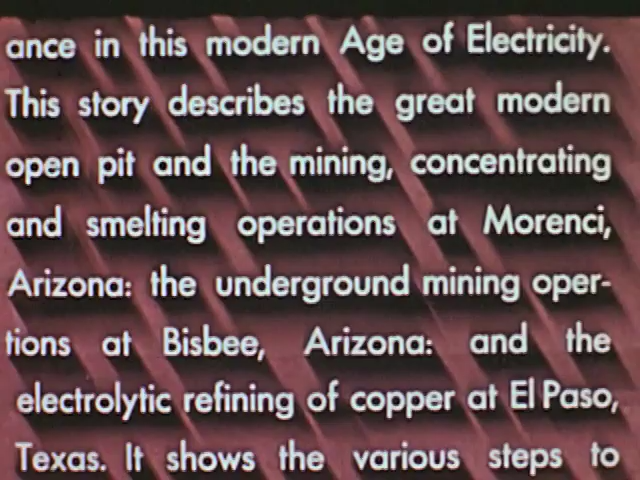 ance in this modern Age of Electricity.
This story describes the great modern
open pit and the mining, concentrating
and smelting operations at Morenci,
Arizona: the underground mining oper-
tions at Bisbee, Arizona: and the
electrolytic refining of copper at El Paso,
Texas. It shows the various steps to